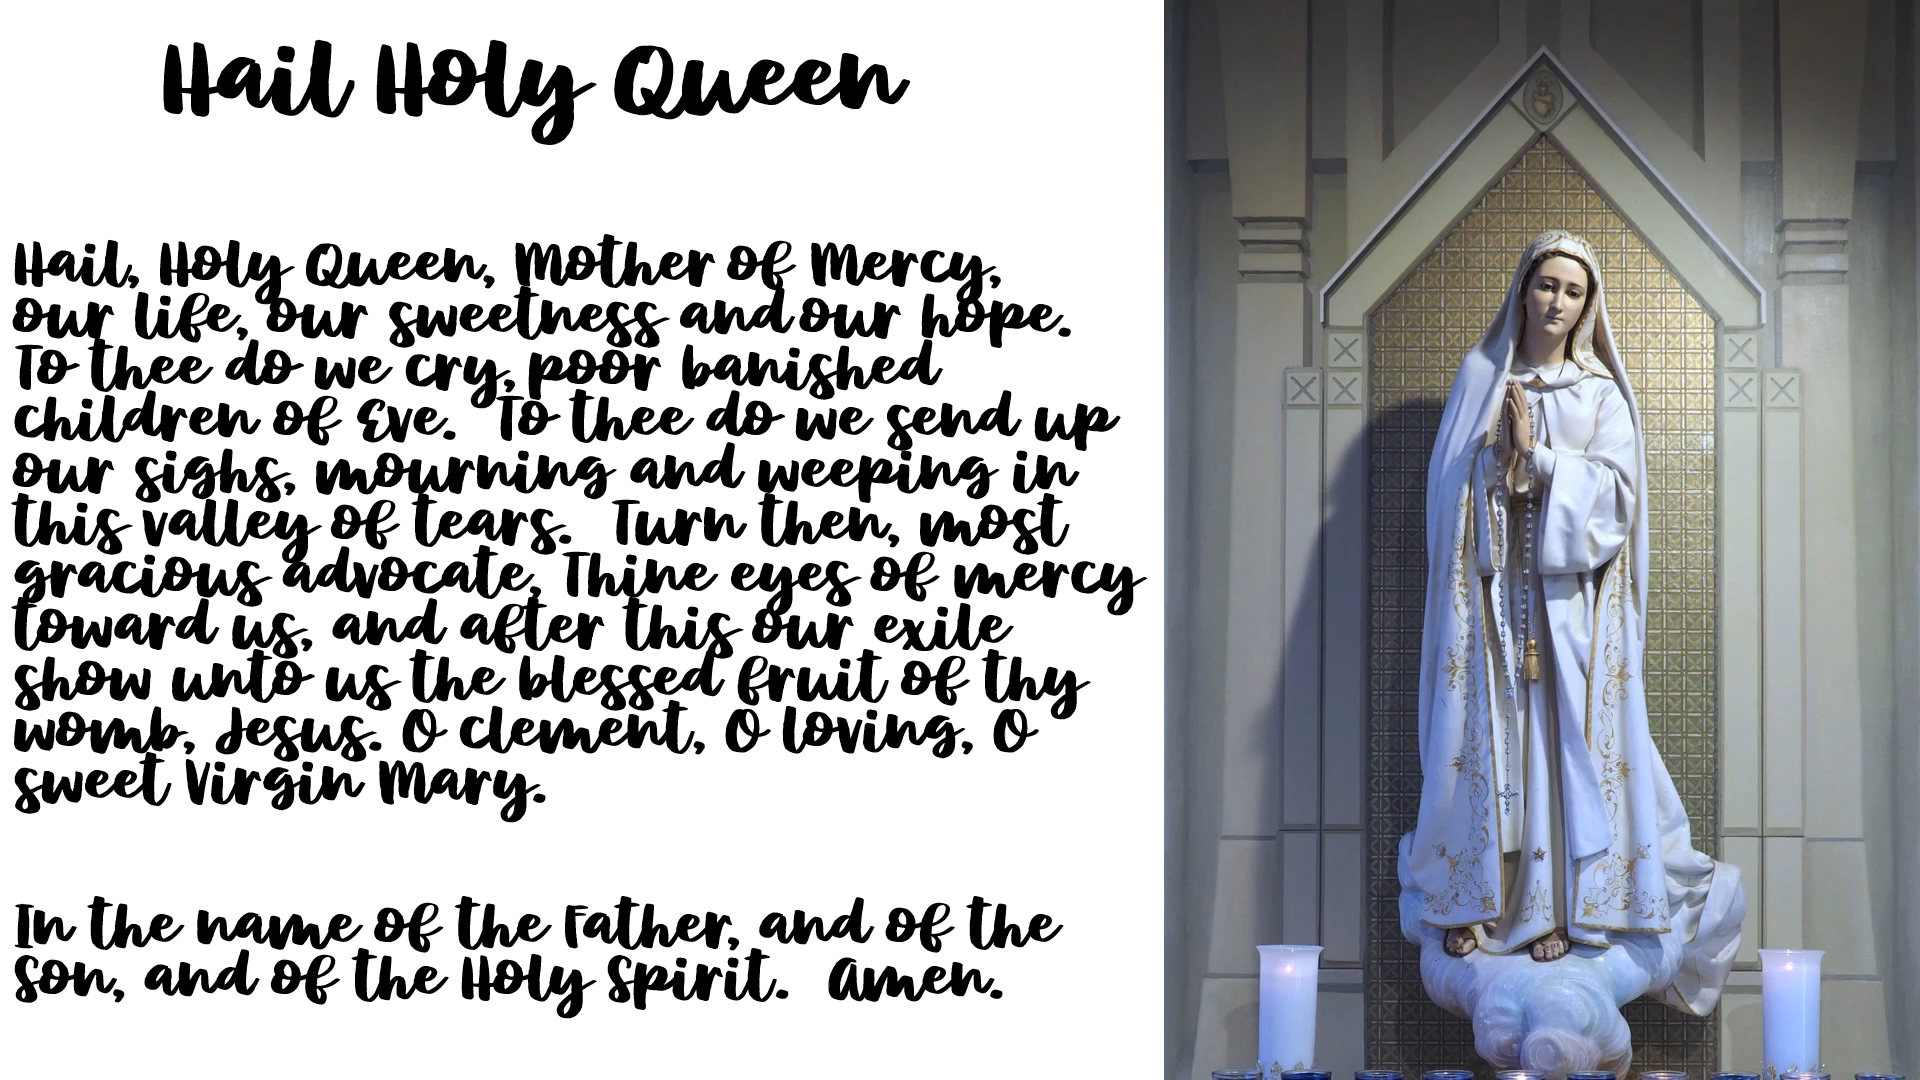 Hail Holy Queen
Hail, Holy Queen, Mother of Mercy,
our life, our sweetness and our hope.
To thee do we cry, poor banished
children of Eve. To thee do we send up
our sighs, mourning and weeping in
this valley of tears. Turn then, most
gracious advocate, Thine eyes of mercy
toward us, and after this our exile
show unto us the blessed fruit of thy
womb, Jesus. O clement, O loving, O
sweet Virgin Mary.
In the name of the Father, and of the
Son, and of the Holy Spirit. Amen.